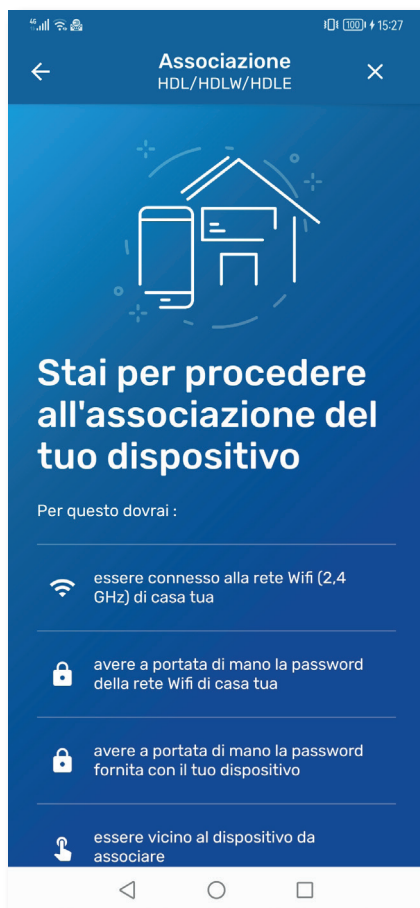 4G 100 15:27
Associazione
HDL/HDLW/HDLE
Stai per procedere
all'associazione del
tuo dispositivo
Per questo dovrai :
essere connesso alla rete Wifi (2,4
GHz) di casa tua
avere a portata di mano la password
della rete Wifi di casa tua
avere a portata di mano la password
fornita con il tuo dispositivo
essere vicino al dispositivo da
associare